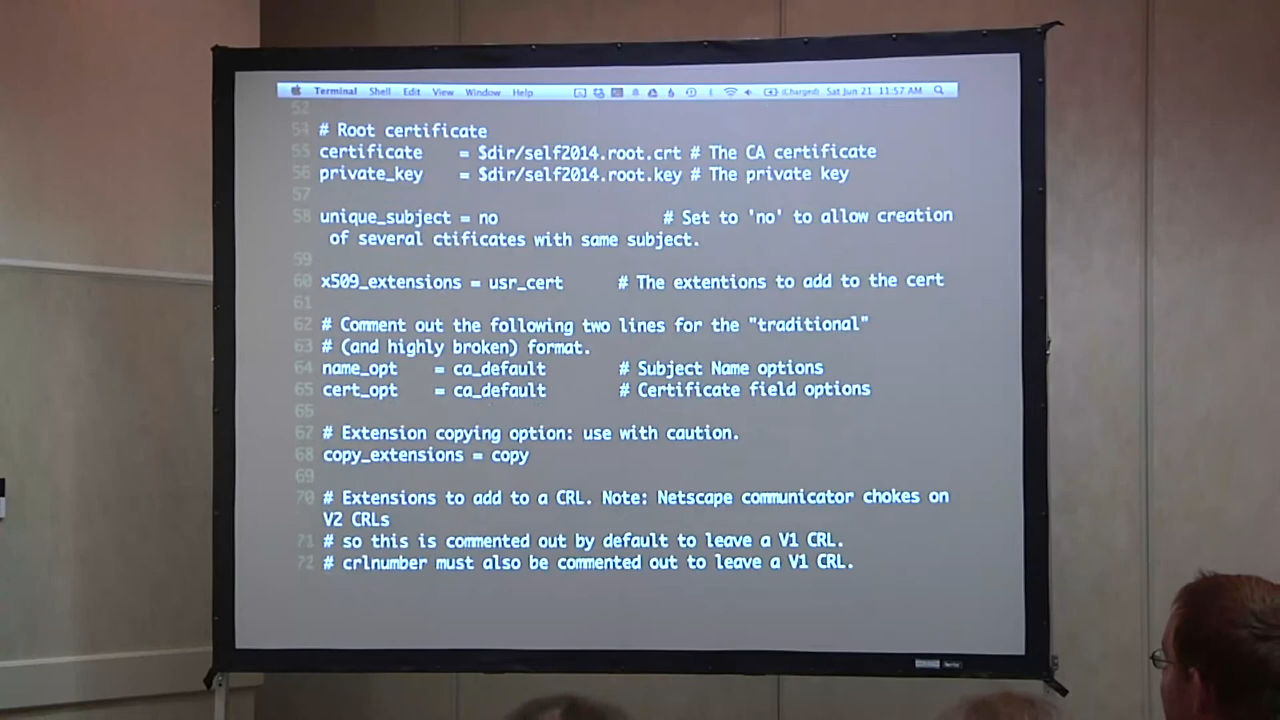 Terminal Shell Edit View Window Help (Charged) Sat Jun 21 11:57 AM
52
54 # Root certificate
55 certificate = $dir/self2014.root.crt # The CA certificate
56 private_key = $dir/self2014.root.key # The private key
57
58 unique_subject = no # Set to 'no' to allow creation
of several ctificates with same subject.
59
60 x509_extensions = usr_cert # The extentions to add to the cert
61
62 # Comment out the following two lines for the "traditional"
63 # (and highly broken) format.
64 name_opt = ca_default # Subject Name options
65 cert_opt = ca_default # Certificate field options
66
67 # Extension copying option: use with caution.
68 copy_extensions = copy
69
70 # Extensions to add to a CRL. Note: Netscape communicator chokes on
V2 CRLs
71 # so this is commented out by default to leave a V1 CRL.
72 # crlnumber must also be commented out to leave a V1 CRL.